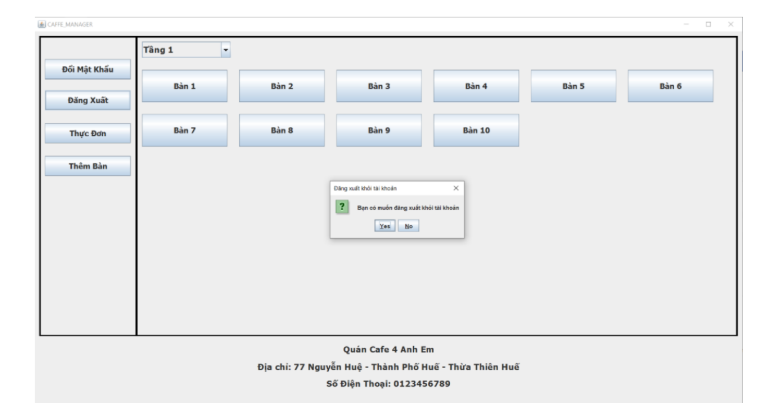 CAFFE_MANAGER
Tầng 1
Đổi Mật Khẩu
Đăng Xuất
Thực Đơn
Thêm Bàn
Bàn 1 Bàn 2 Bàn 3 Bàn 4 Bàn 5 Bàn 6
Bàn 7 Bàn 8 Bàn 9 Bàn 10
Đăng xuất khỏi tài khoản
Bạn có muốn đăng xuất khỏi tài khoản
Yes No
Quán Cafe 4 Anh Em
Địa chỉ: 77 Nguyễn Huệ - Thành Phố Huế - Thừa Thiên Huế
Số Điện Thoại: 0123456789